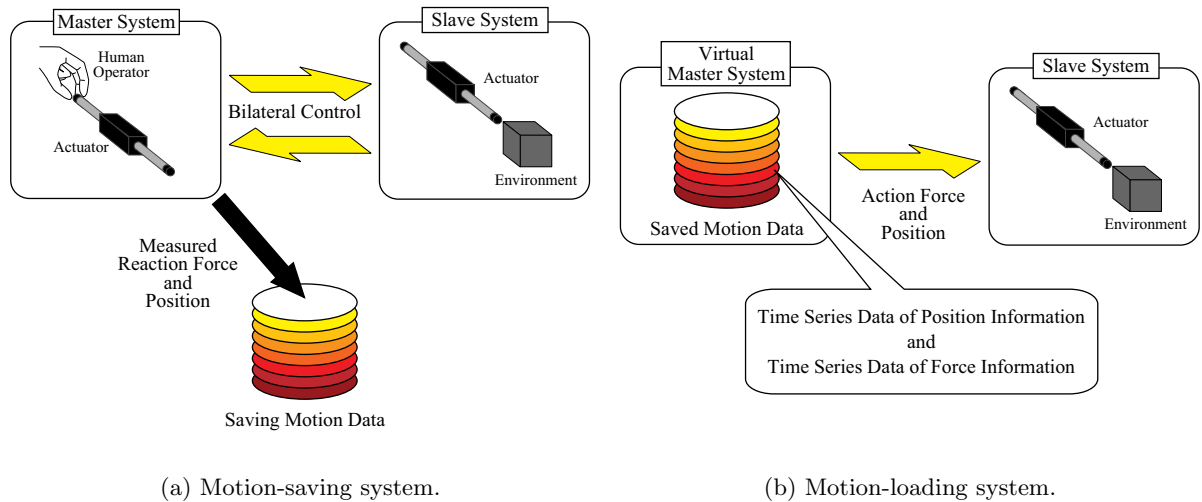 Master System
Human
Operator
Actuator
Bilateral Control
Slave System
Actuator
Environment
Measured
Reaction Force
and
Position
Saving Motion Data
(a) Motion-saving system.
Virtual
Master System
Saved Motion Data
Action Force
and
Position
Slave System
Actuator
Environment
Time Series Data of Position Information
and
Time Series Data of Force Information
(b) Motion-loading system.